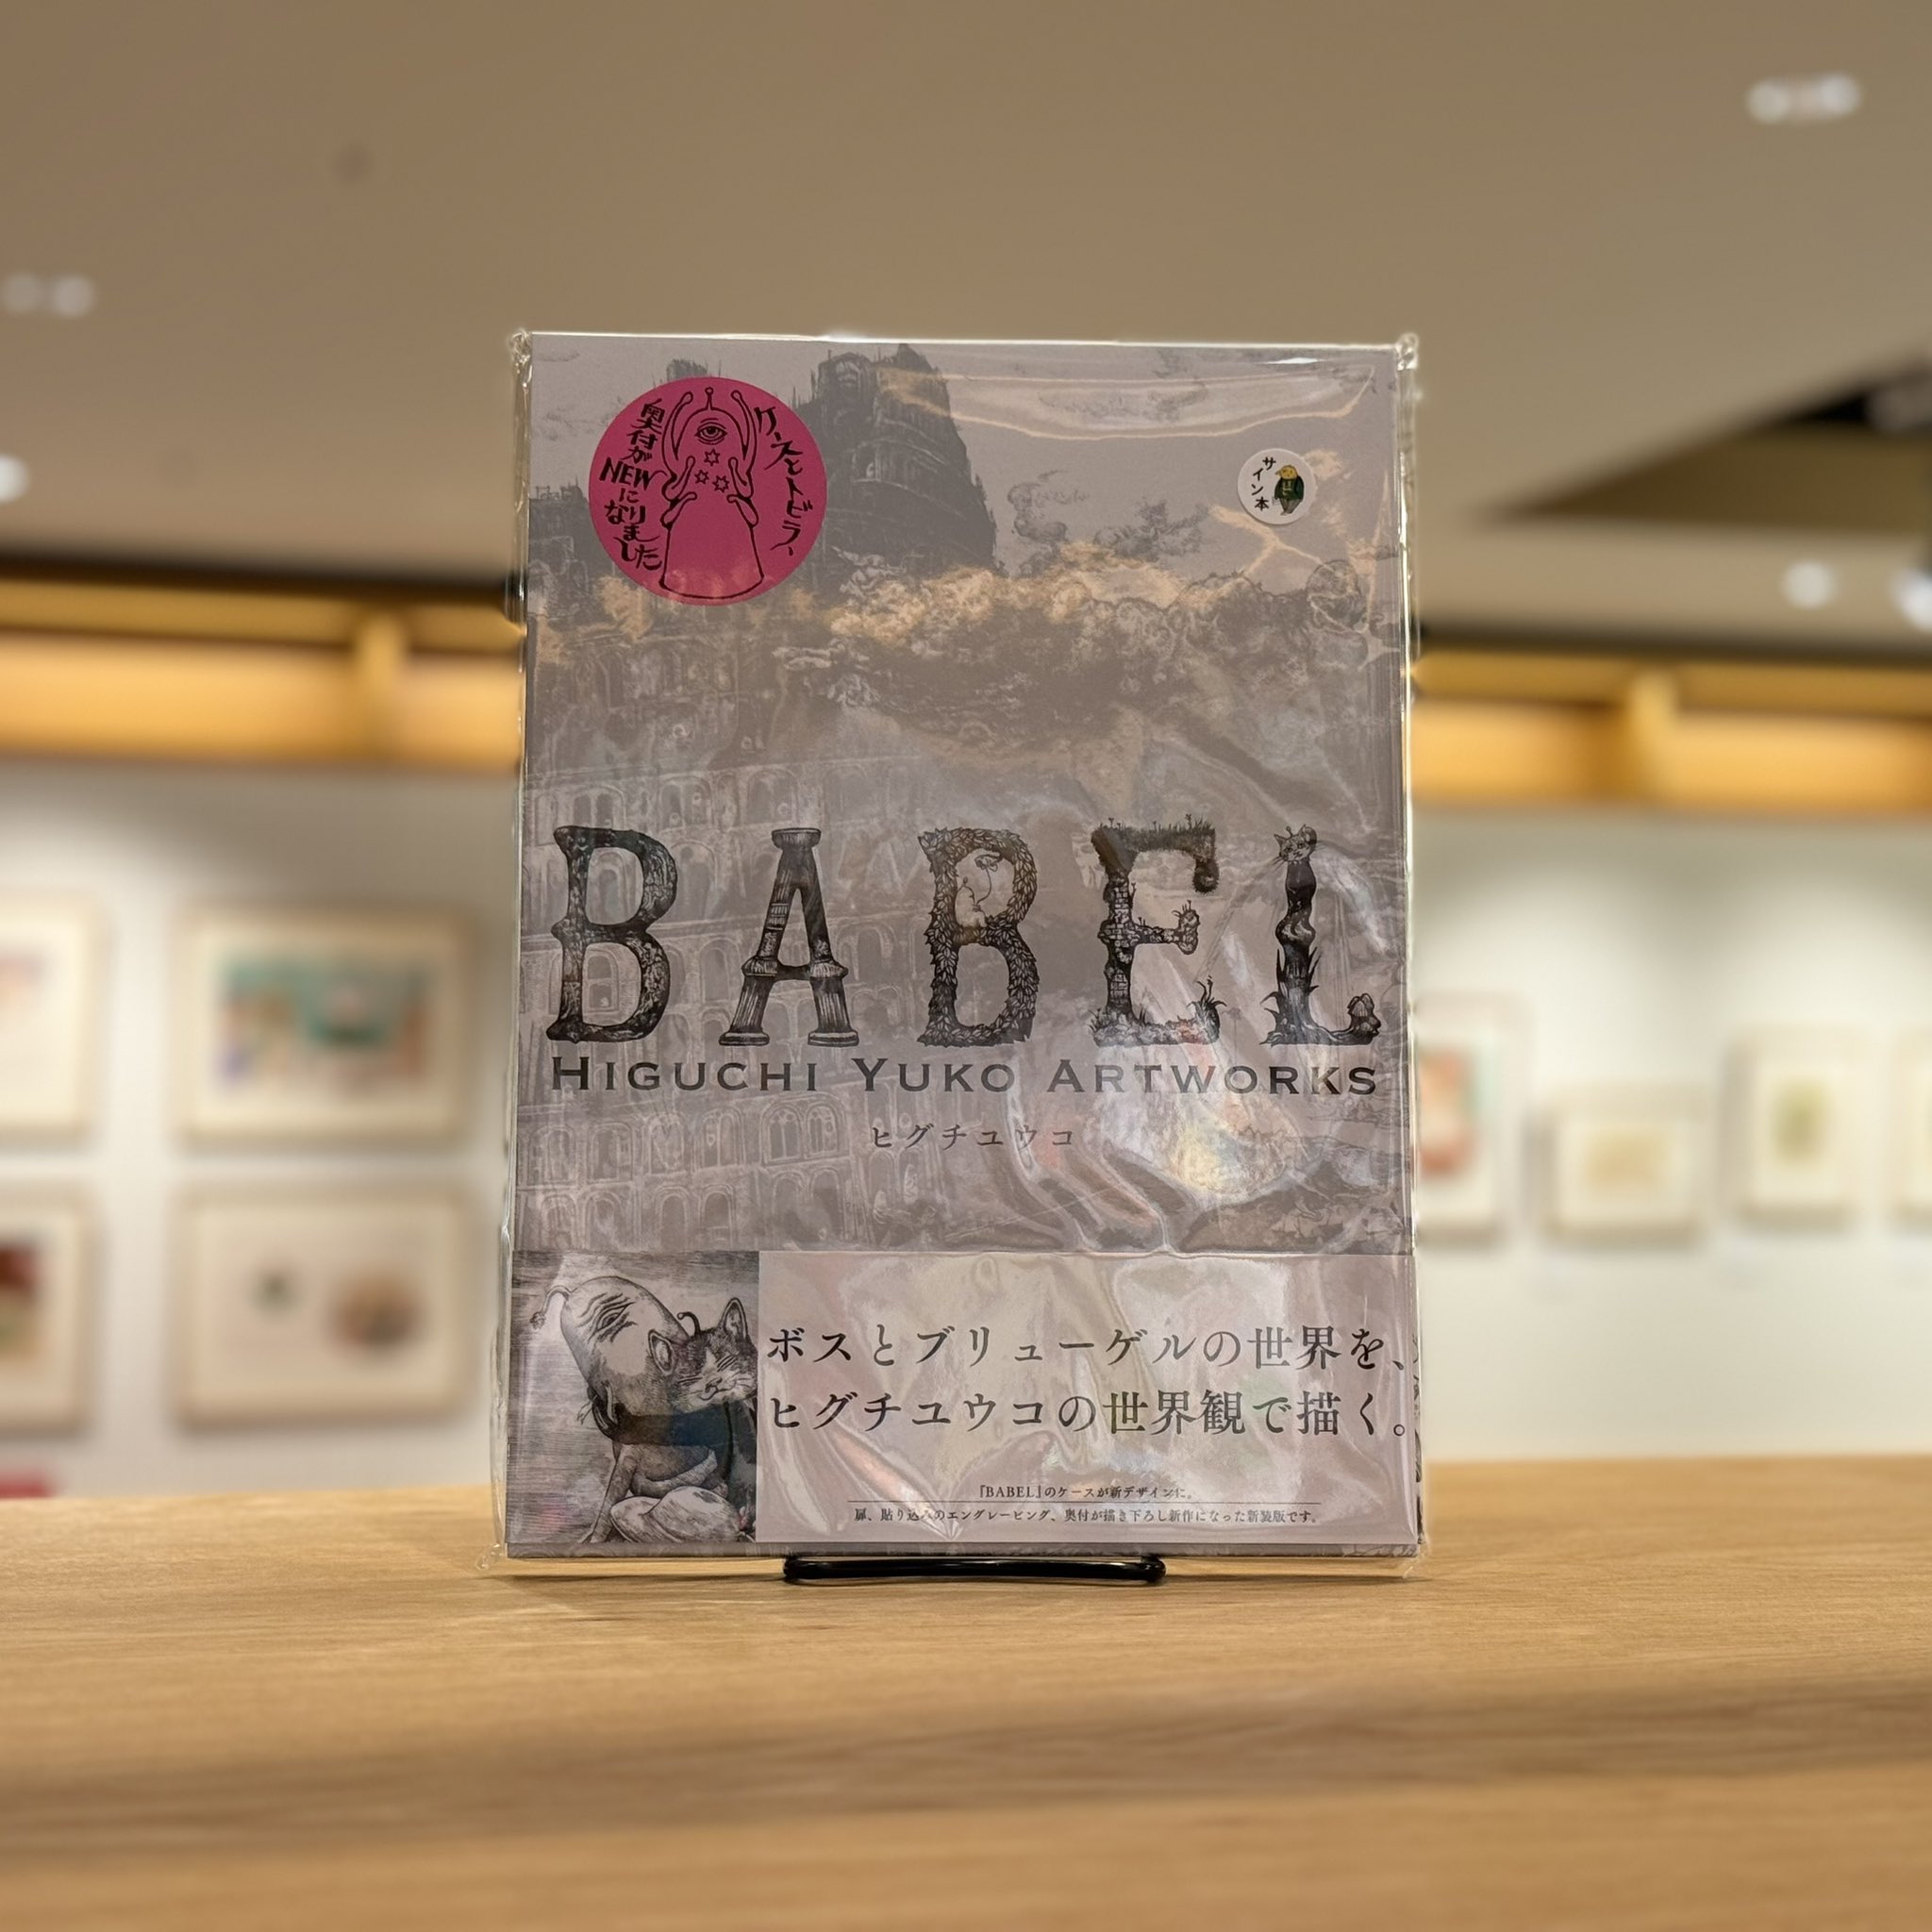 ケースとトビラ、
奥付が
NEW
に
なりま
した
サイン本
BABEL
HIGUCHI YUKO ARTWORKS
ヒグチユウコ
ボスとブリューゲルの世界を、
ヒグチユウコの世界観で描く。
『BABEL』のケースが新デザインに。
扉、貼り込みのエングレービング、奥付が描き下ろし新作になった新装版です。